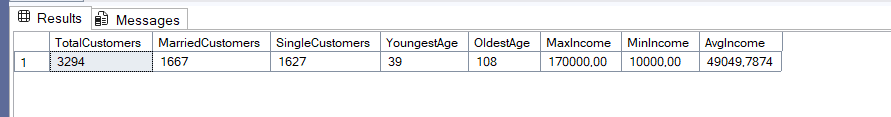 Results Messages
TotalCustomers MarriedCustomers SingleCustomers YoungestAge OldestAge MaxIncome MinIncome AvgIncome
1 3294 1667 1627 39 108 170000,00 10000,00 49049,7874